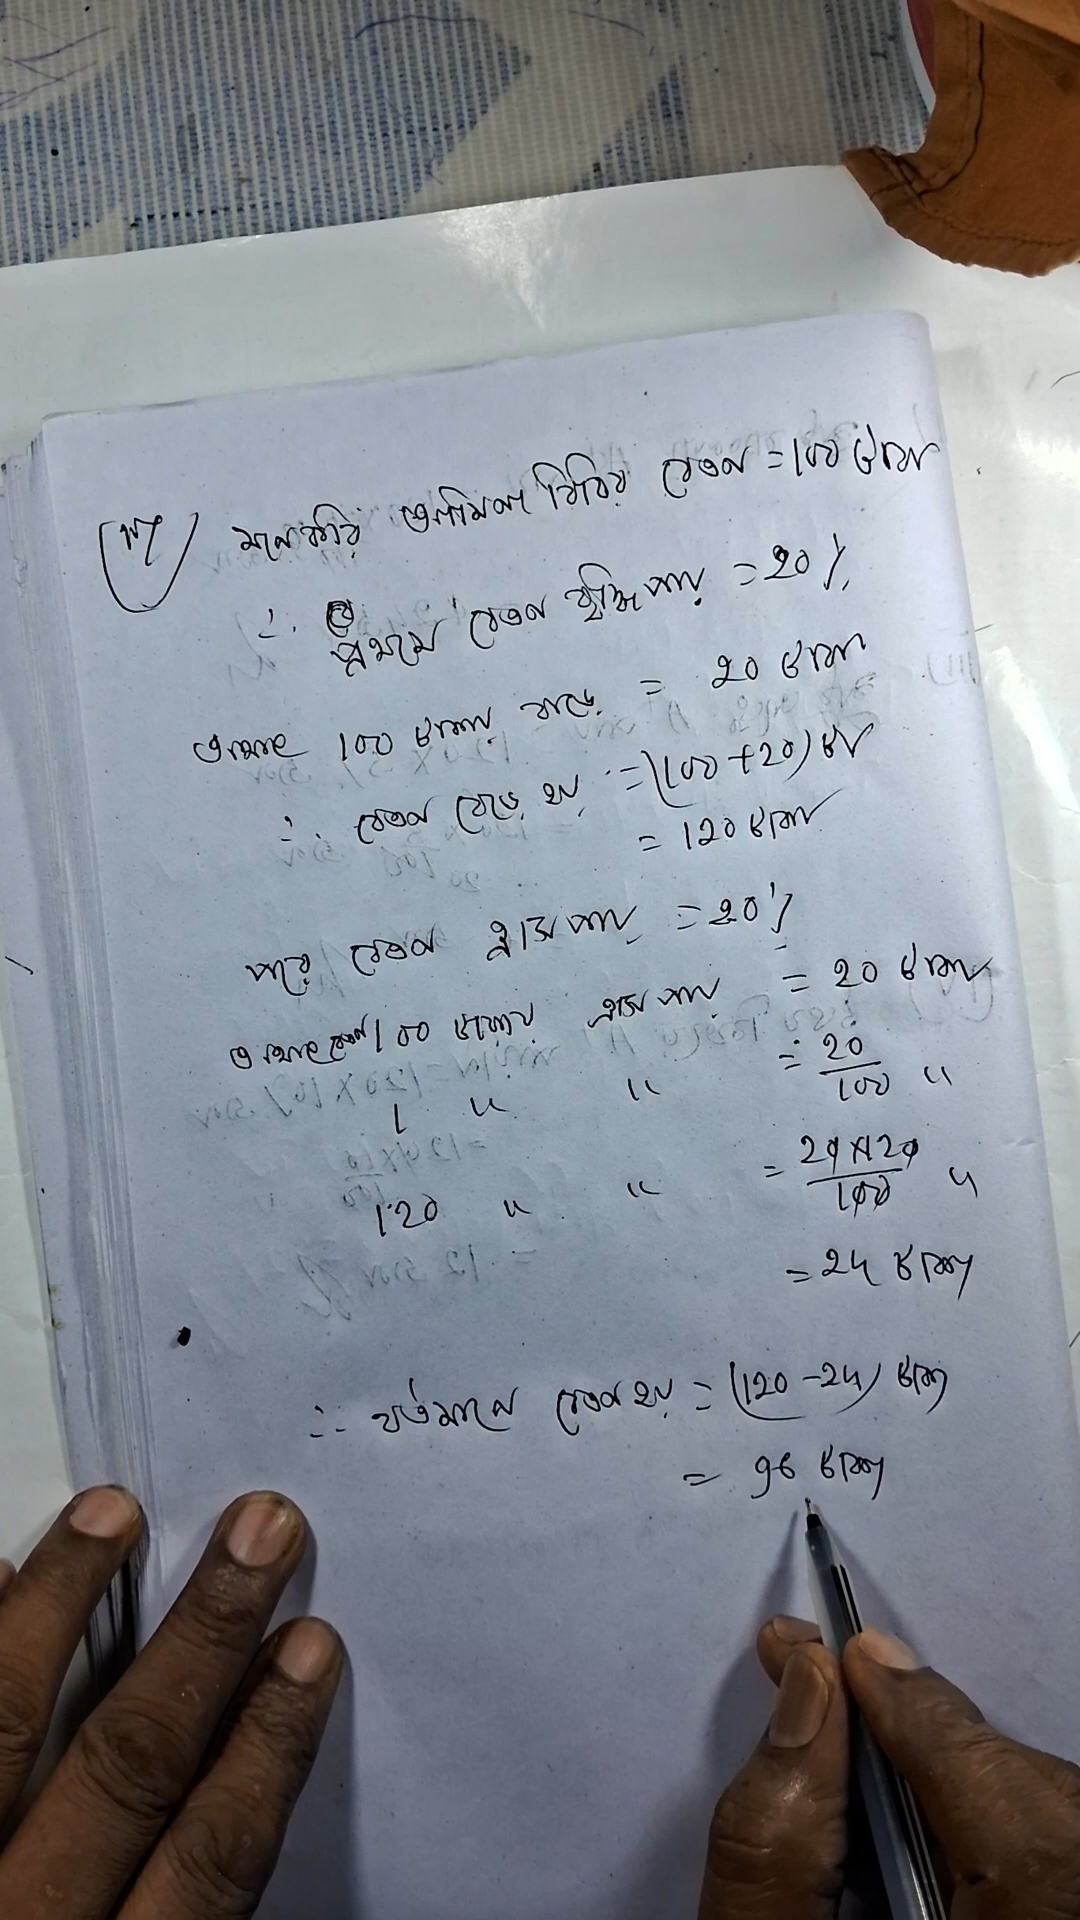 মনেকরি বিবির বেতন = 100 টাকা
∴ প্রথমে বেতন বৃদ্ধি পায় = 20%
অর্থাৎ 100 টাকায় বাড়ে = 20 টাকা
∴ বেতন বেড়ে হয় = (100+20) টাকা
= 120 টাকা
পরে বেতন হ্রাস পায় = 20%
অর্থাৎ বেতন 100 টাকায় হ্রাস পায় = 20 টাকা
1 " " = 20/100 "
120 " " = 20×120/100 "
= 24 টাকা
∴ বর্তমানে বেতন হয় = (120-24) টাকা
= 96 টাকা